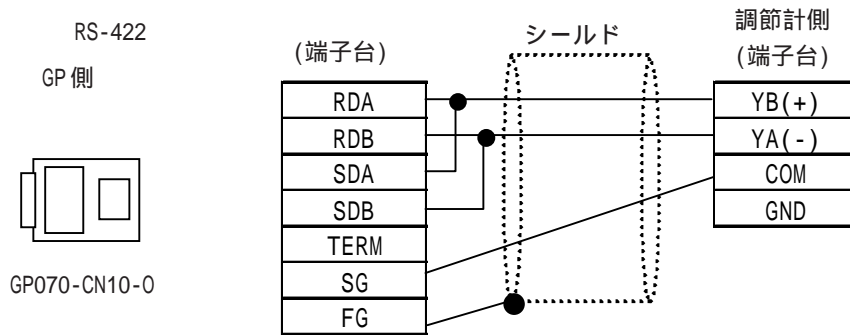 RS-422
GP側
GP070-CN10-O
(端子台)
RDA
RDB
SDA
SDB
TERM
SG
FG
シールド
調節計側
(端子台)
YB(+)
YA(-)
COM
GND